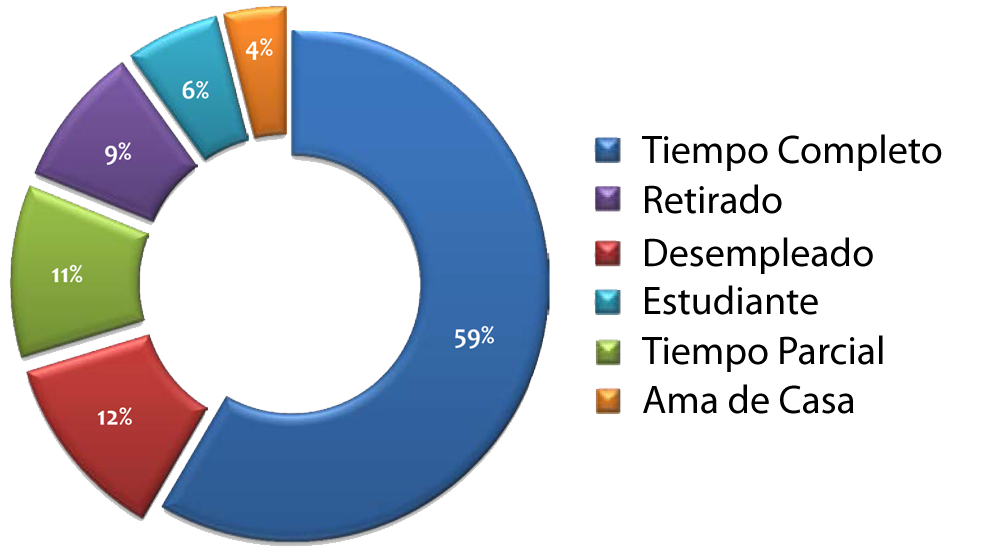 4%
6%
9%
11%
12%
59%
Tiempo Completo
Retirado
Desempleado
Estudiante
Tiempo Parcial
Ama de Casa